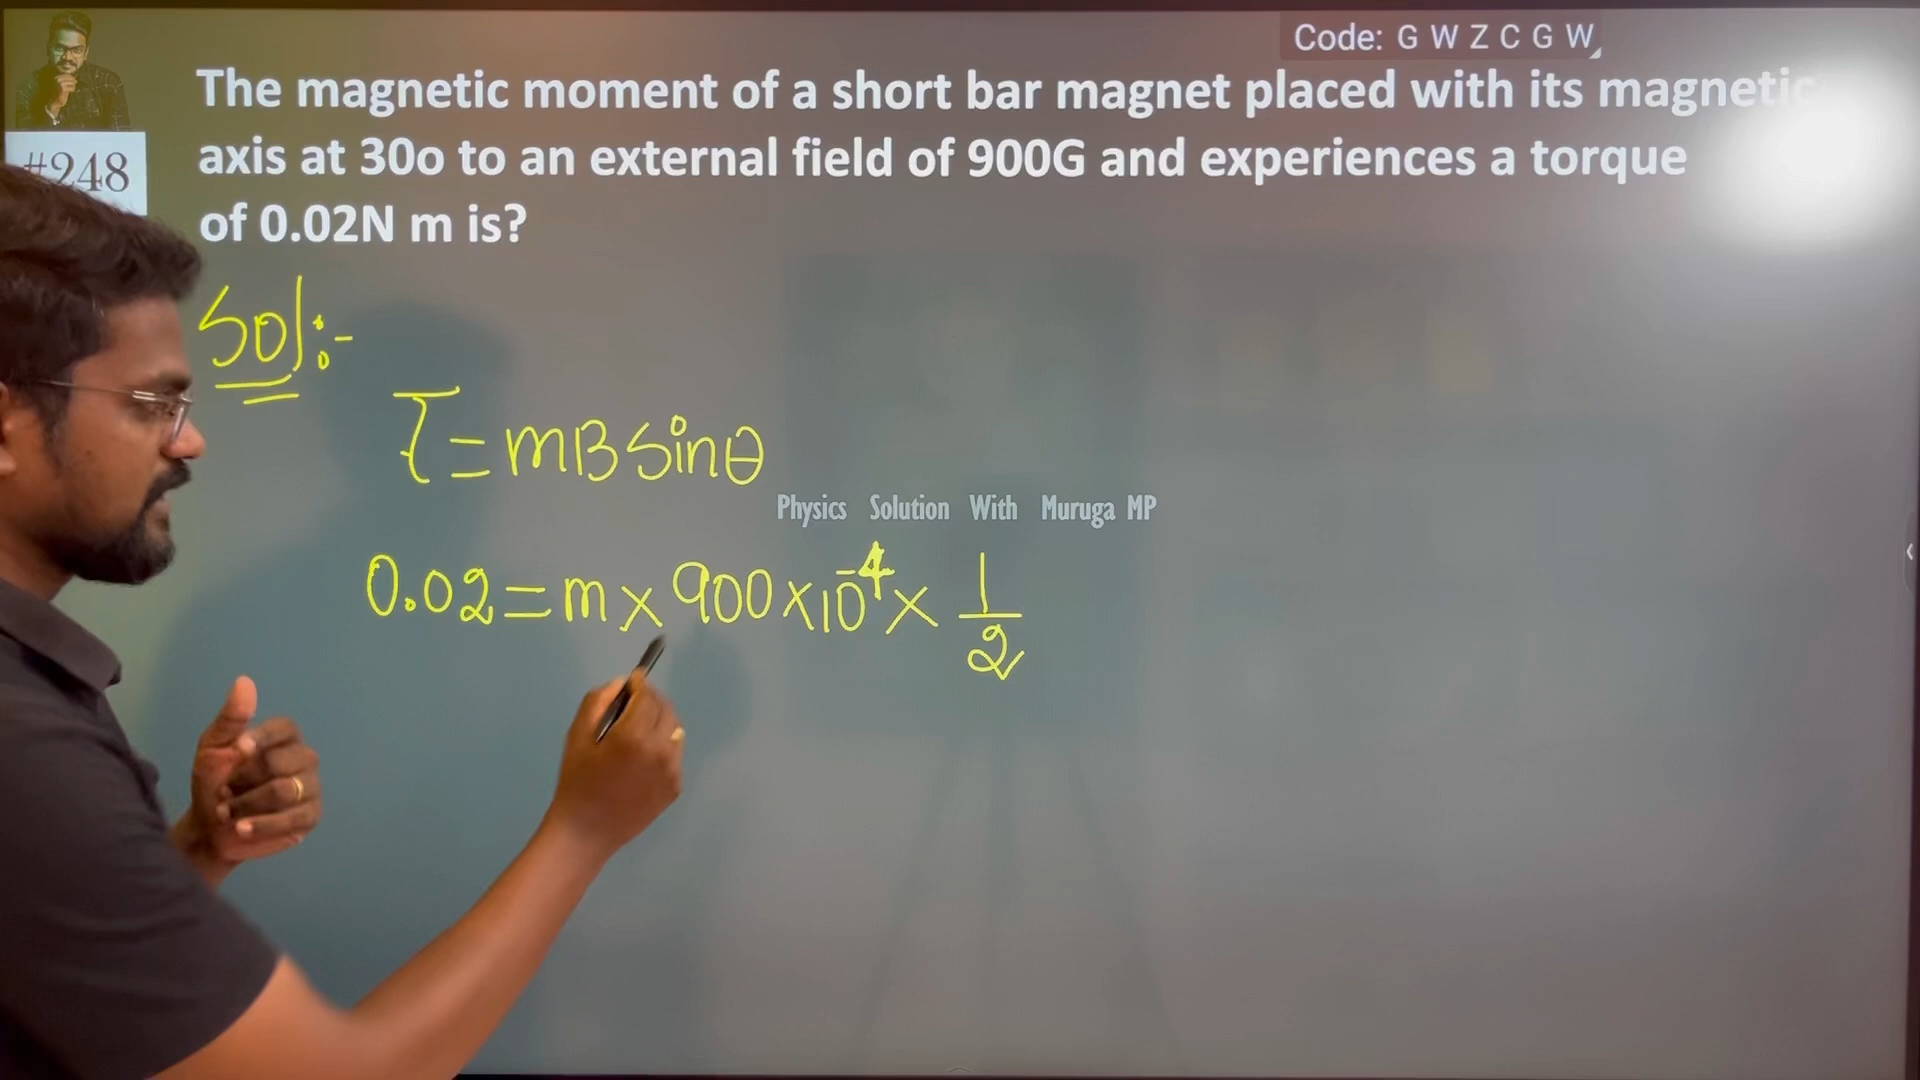 Code: G W Z C G W
The magnetic moment of a short bar magnet placed with its magnetic
axis at 30o to an external field of 900G and experiences a torque
of 0.02N m is?
#248
Sol:-
τ=mBsinθ
Physics Solution With Muruga MP
0.02=m×900×10⁻⁴×1/2